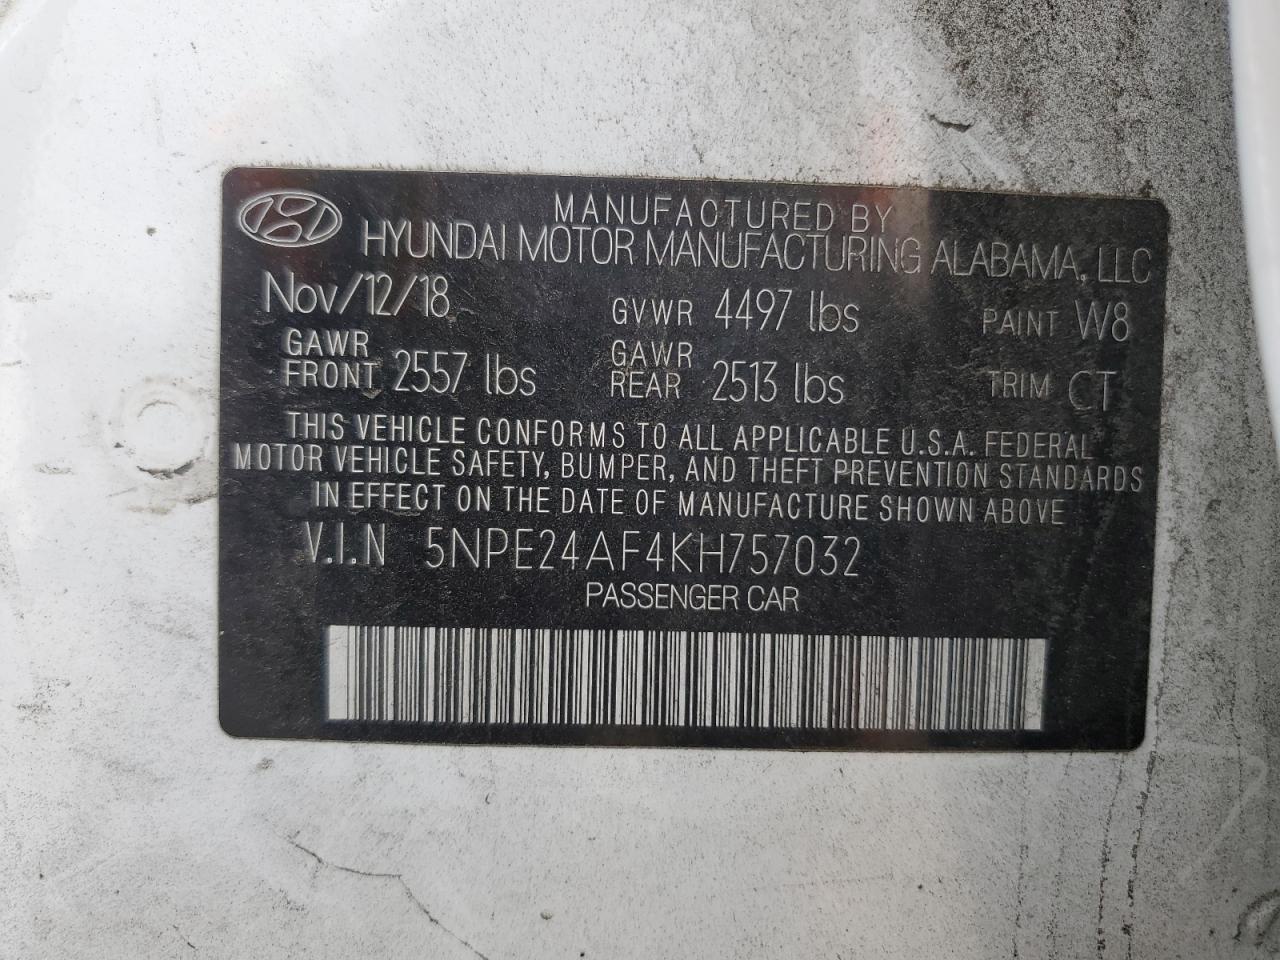 MANUFACTURED BY
HYUNDAI MOTOR MANUFACTURING ALABAMA, LLC
Nov/12/18 GVWR 4497 lbs PAINT W8
GAWR FRONT 2557 lbs GAWR REAR 2513 lbs TRIM CT
THIS VEHICLE CONFORMS TO ALL APPLICABLE U.S.A. FEDERAL
MOTOR VEHICLE SAFETY, BUMPER, AND THEFT PREVENTION STANDARDS
IN EFFECT ON THE DATE OF MANUFACTURE SHOWN ABOVE
V.I.N 5NPE24AF4KH757032
PASSENGER CAR